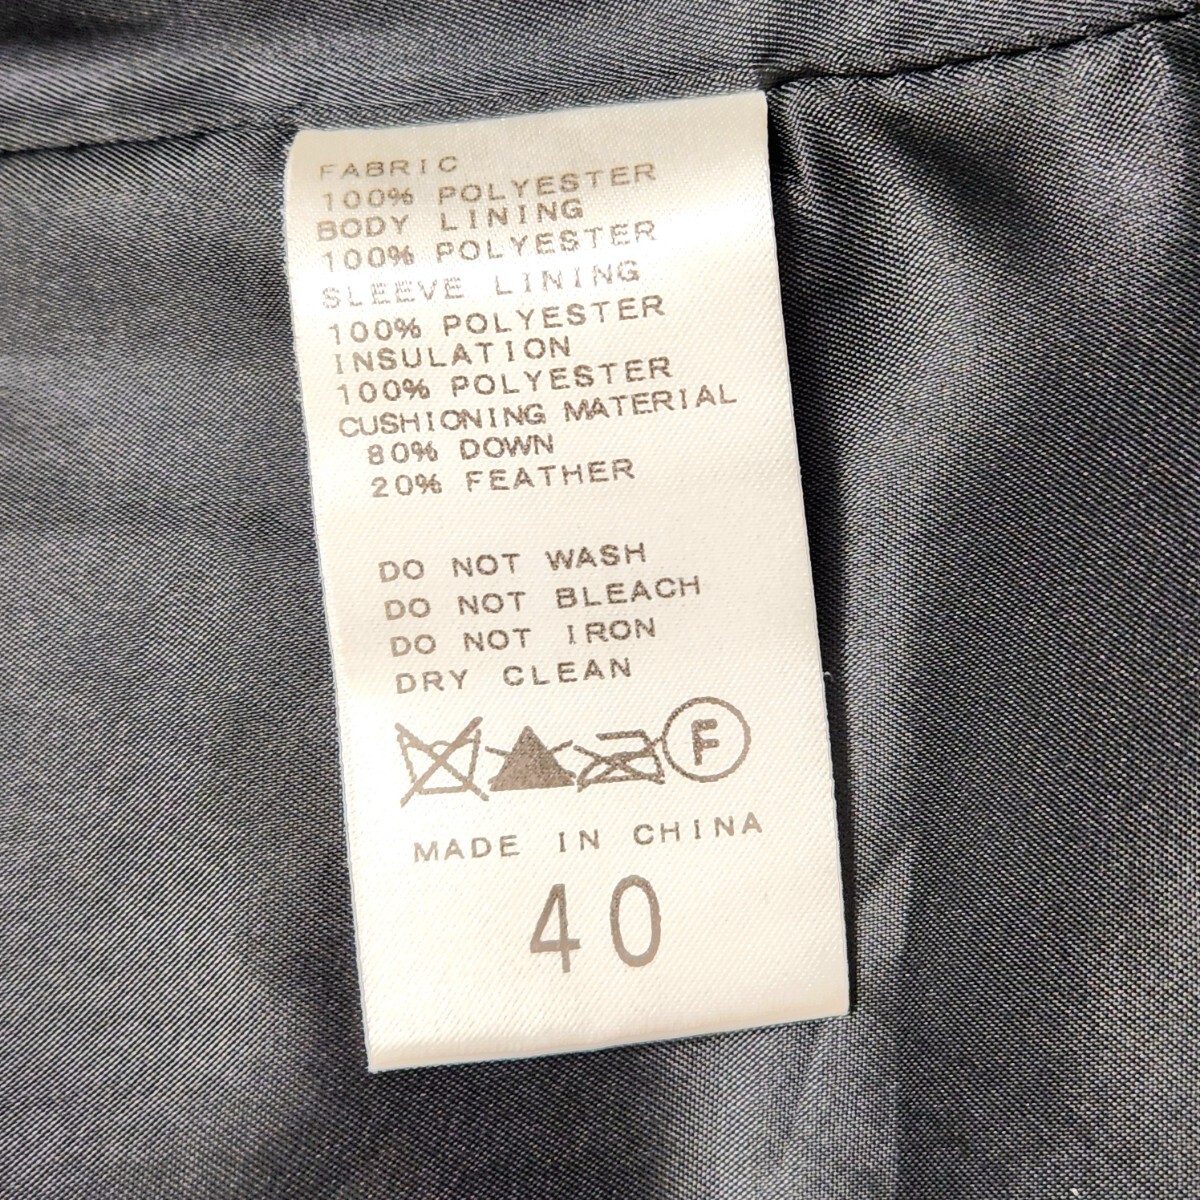 FABRIC
100% POLYESTER
BODY LINING
100% POLYESTER
SLEEVE LINING
100% POLYESTER
INSULATION
100% POLYESTER
CUSHIONING MATERIAL
80% DOWN
20% FEATHER
DO NOT WASH
DO NOT BLEACH
DO NOT IRON
DRY CLEAN
F
MADE IN CHINA
40